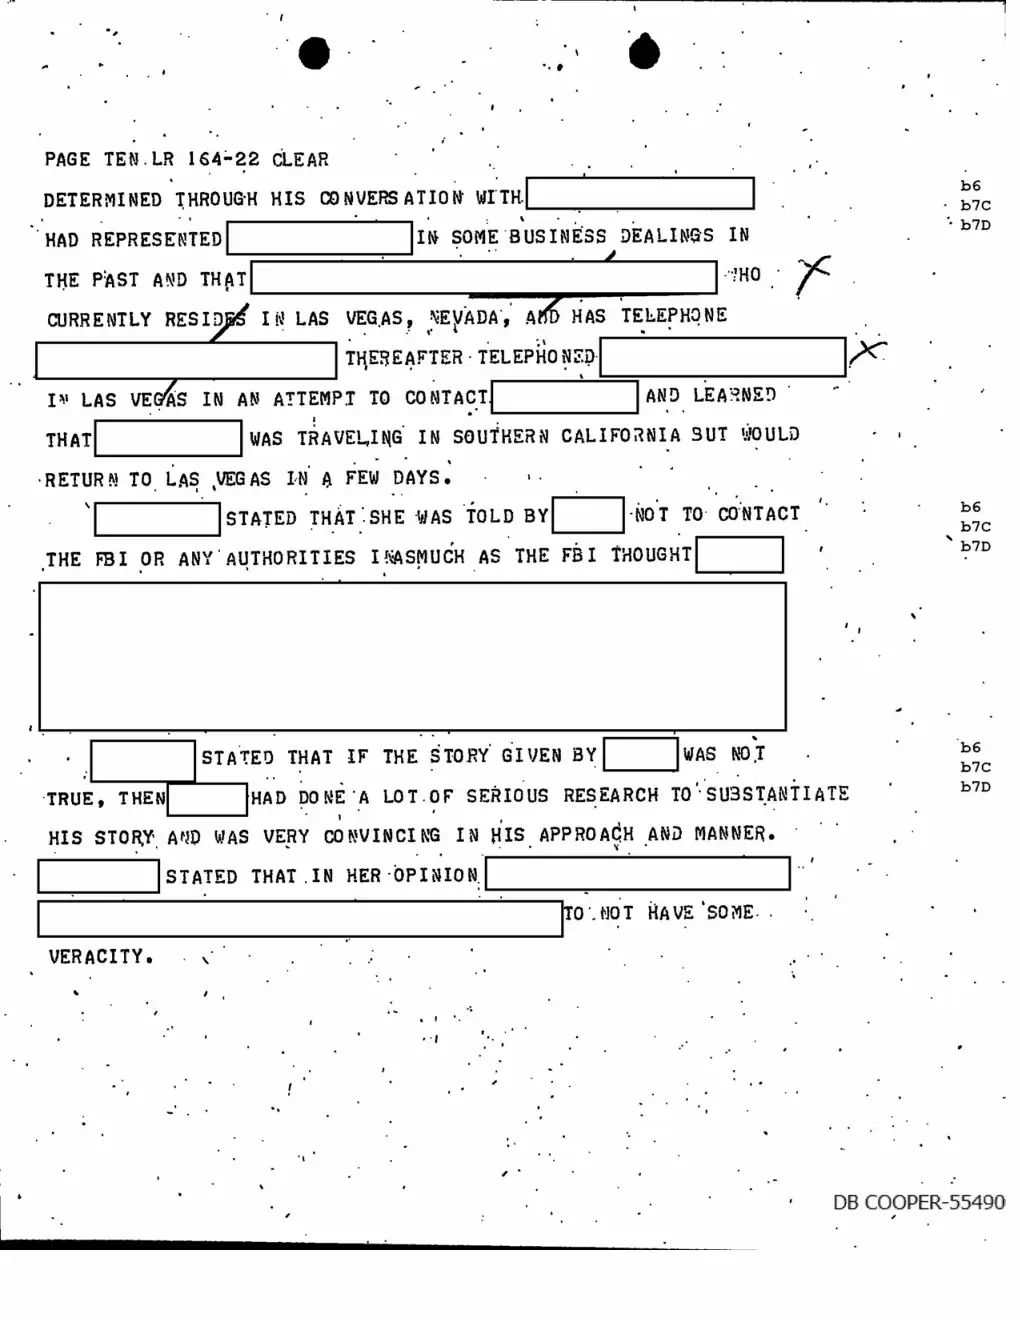 PAGE TEN LR 164-22 CLEAR
DETERMINED THROUGH HIS CONVERSATION WITH
b6
b7C
b7D
HAD REPRESENTED IN SOME BUSINESS DEALINGS IN
THE PAST AND THAT WHO
CURRENTLY RESIDES IN LAS VEGAS, NEVADA, AND HAS TELEPHONE
THEREAFTER TELEPHONED
IN LAS VEGAS IN AN ATTEMPT TO CONTACT AND LEARNED
THAT WAS TRAVELING IN SOUTHERN CALIFORNIA BUT WOULD
RETURN TO LAS VEGAS IN A FEW DAYS.
STATED THAT SHE WAS TOLD BY NOT TO CONTACT
b6
b7C
b7D
THE FBI OR ANY AUTHORITIES INASMUCH AS THE FBI THOUGHT
STATED THAT IF THE STORY GIVEN BY WAS NOT
b6
b7C
b7D
TRUE, THEN HAD DONE A LOT OF SERIOUS RESEARCH TO SUBSTANTIATE
HIS STORY AND WAS VERY CONVINCING IN HIS APPROACH AND MANNER.
STATED THAT IN HER OPINION
TO NOT HAVE SOME
VERACITY.
DB COOPER-55490